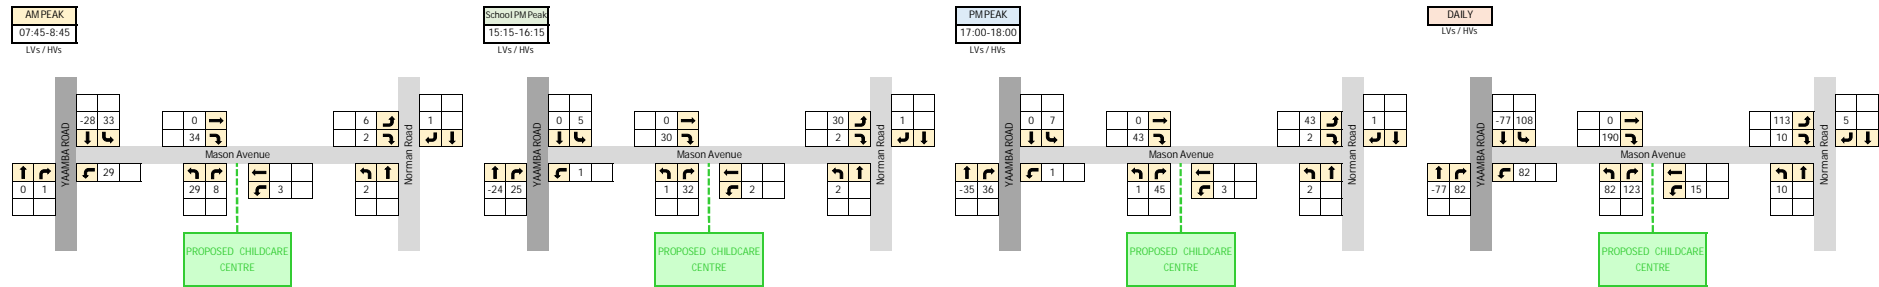 AM PEAK
07:45-8:45
LVs / HVs
-28 33
0
34
6
2
1
YAAMBA ROAD
Mason Avenue
Norman Road
29
0 1
29 8
3
2
PROPOSED CHILDCARE
CENTRE
School PM Peak
15:15-16:15
LVs / HVs
0 5
0
30
30
2
1
YAAMBA ROAD
Mason Avenue
Norman Road
1
-24 25
1 32
2
2
PROPOSED CHILDCARE
CENTRE
PM PEAK
17:00-18:00
LVs / HVs
0 7
0
43
43
2
1
YAAMBA ROAD
Mason Avenue
Norman Road
1
-35 36
1 45
3
2
PROPOSED CHILDCARE
CENTRE
DAILY
LVs / HVs
-77 108
0
190
113
10
5
YAAMBA ROAD
Mason Avenue
Norman Road
82
-77 82
82 123
15
10
PROPOSED CHILDCARE
CENTRE